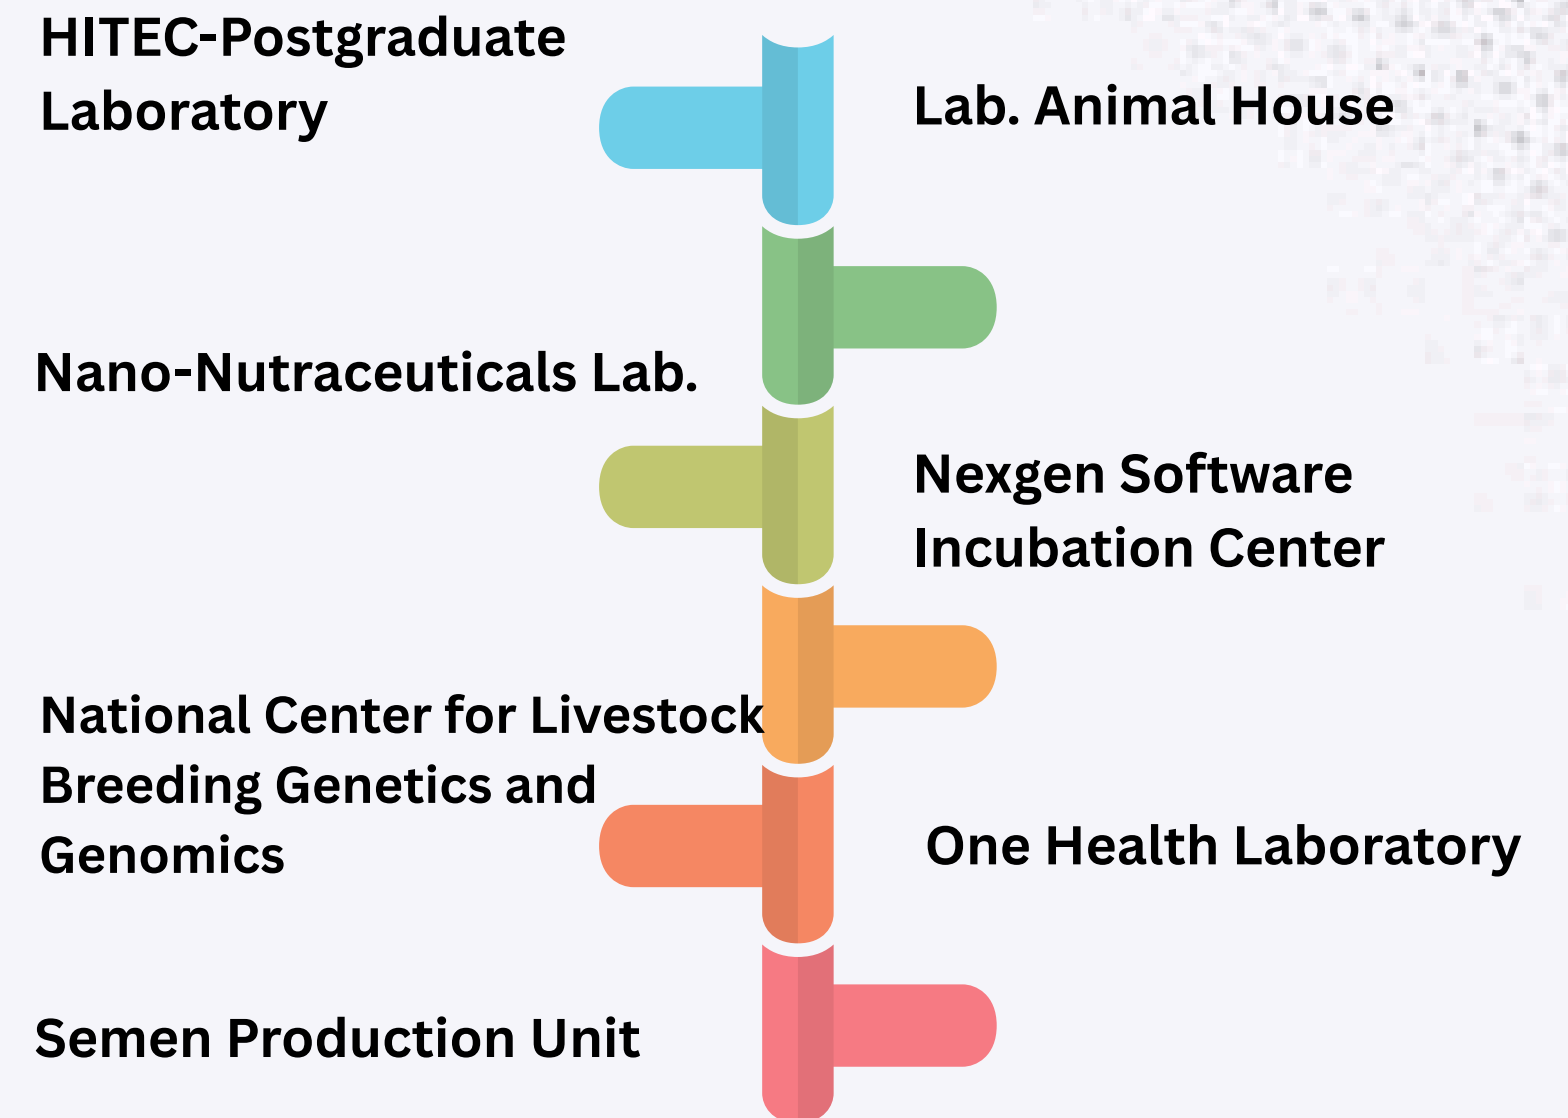 HITEC-Postgraduate
Laboratory
Lab. Animal House
Nano-Nutraceuticals Lab.
Nexgen Software
Incubation Center
National Center for Livestock
Breeding Genetics and
Genomics
One Health Laboratory
Semen Production Unit